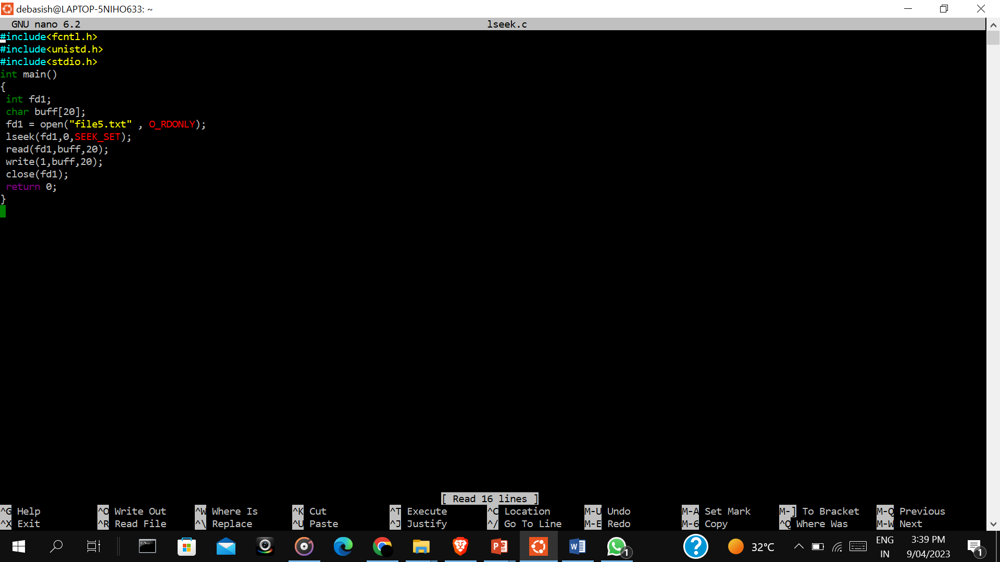 debasish@LAPTOP-5NIHO633: ~
GNU nano 6.2 lseek.c
#include<fcntl.h>
#include<unistd.h>
#include<stdio.h>
int main()
{
 int fd1;
 char buff[20];
 fd1 = open("file5.txt" , O_RDONLY);
 lseek(fd1,0,SEEK_SET);
 read(fd1,buff,20);
 write(1,buff,20);
 close(fd1);
 return 0;
}
[ Read 16 lines ]
^G Help ^O Write Out ^W Where Is ^K Cut ^T Execute ^C Location M-U Undo M-A Set Mark M-] To Bracket M-Q Previous
^X Exit ^R Read File ^\ Replace ^U Paste ^J Justify ^/ Go To Line M-E Redo M-6 Copy ^Q Where Was M-W Next
32°C
ENG
IN
3:39 PM
9/04/2023
1
1